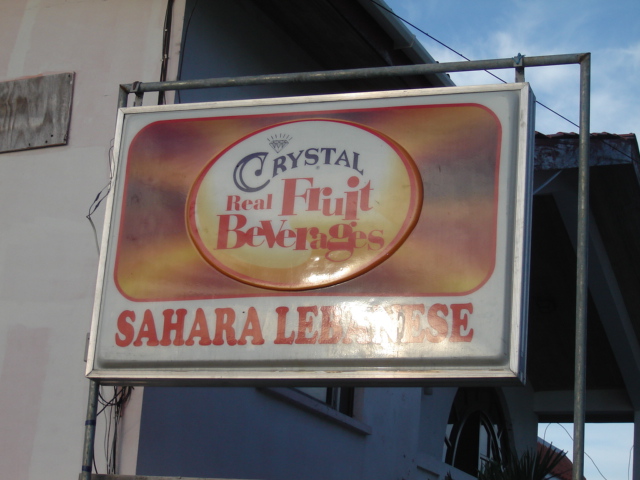 CRYSTAL
Real Fruit
Beverages
SAHARA LEBANESE